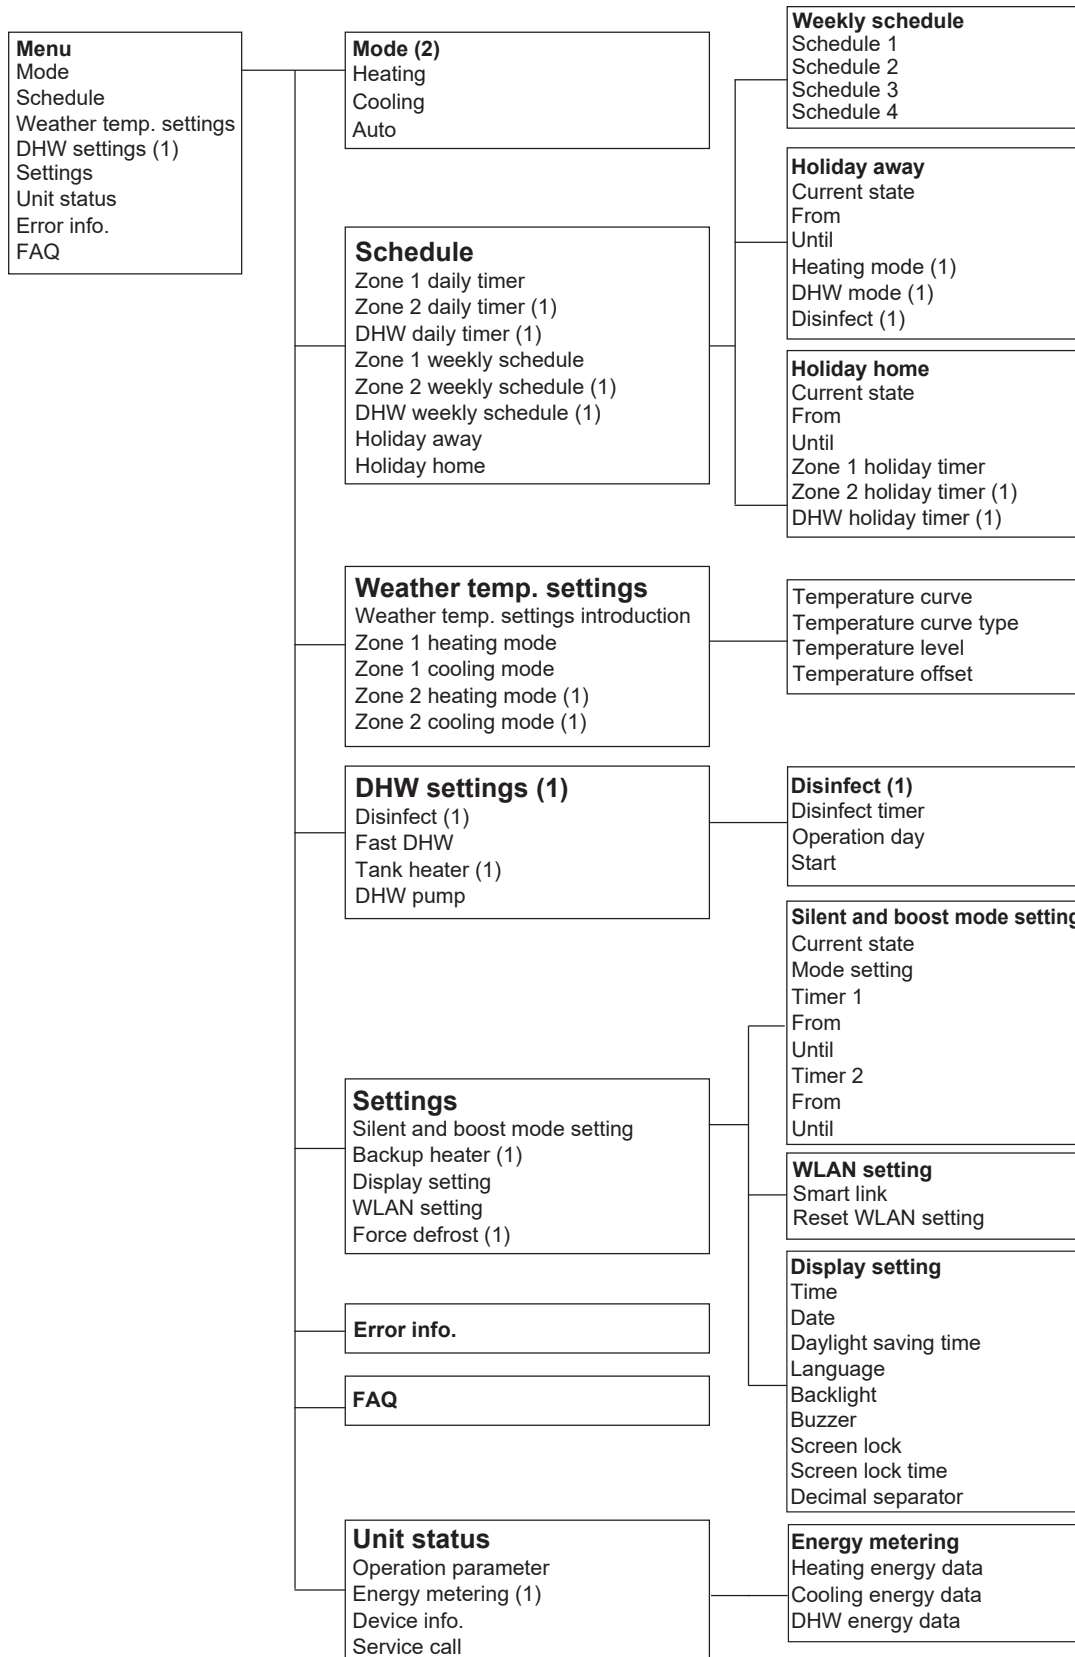 Menu
Mode
Schedule
Weather temp. settings
DHW settings (1)
Settings
Unit status
Error info.
FAQ
Mode (2)
Heating
Cooling
Auto
Schedule
Zone 1 daily timer
Zone 2 daily timer (1)
DHW daily timer (1)
Zone 1 weekly schedule
Zone 2 weekly schedule (1)
DHW weekly schedule (1)
Holiday away
Holiday home
Weekly schedule
Schedule 1
Schedule 2
Schedule 3
Schedule 4
Holiday away
Current state
From
Until
Heating mode (1)
DHW mode (1)
Disinfect (1)
Holiday home
Current state
From
Until
Zone 1 holiday timer
Zone 2 holiday timer (1)
DHW holiday timer (1)
Weather temp. settings
Weather temp. settings introduction
Zone 1 heating mode
Zone 1 cooling mode
Zone 2 heating mode (1)
Zone 2 cooling mode (1)
Temperature curve
Temperature curve type
Temperature level
Temperature offset
DHW settings (1)
Disinfect (1)
Fast DHW
Tank heater (1)
DHW pump
Disinfect (1)
Disinfect timer
Operation day
Start
Settings
Silent and boost mode setting
Backup heater (1)
Display setting
WLAN setting
Force defrost (1)
Silent and boost mode setting
Current state
Mode setting
Timer 1
From
Until
Timer 2
From
Until
WLAN setting
Smart link
Reset WLAN setting
Display setting
Time
Date
Daylight saving time
Language
Backlight
Buzzer
Screen lock
Screen lock time
Decimal separator
Error info.
FAQ
Unit status
Operation parameter
Energy metering (1)
Device info.
Service call
Energy metering
Heating energy data
Cooling energy data
DHW energy data